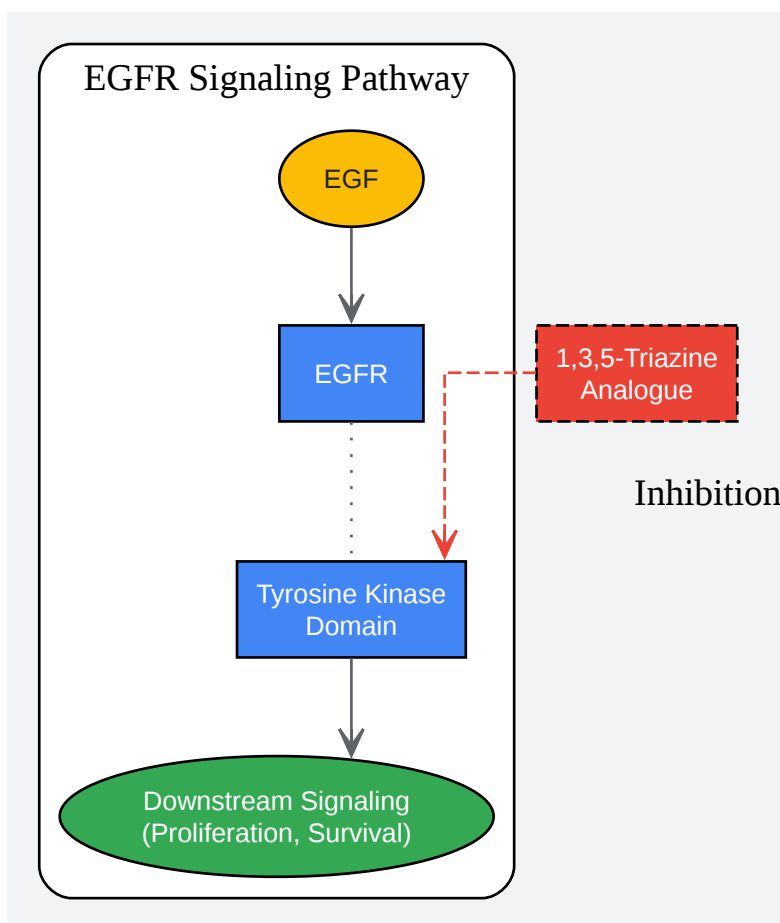 EGFR Signaling Pathway
EGF
EGFR
1,3,5-Triazine
Analogue
Inhibition
Tyrosine Kinase
Domain
Downstream Signaling
(Proliferation, Survival)